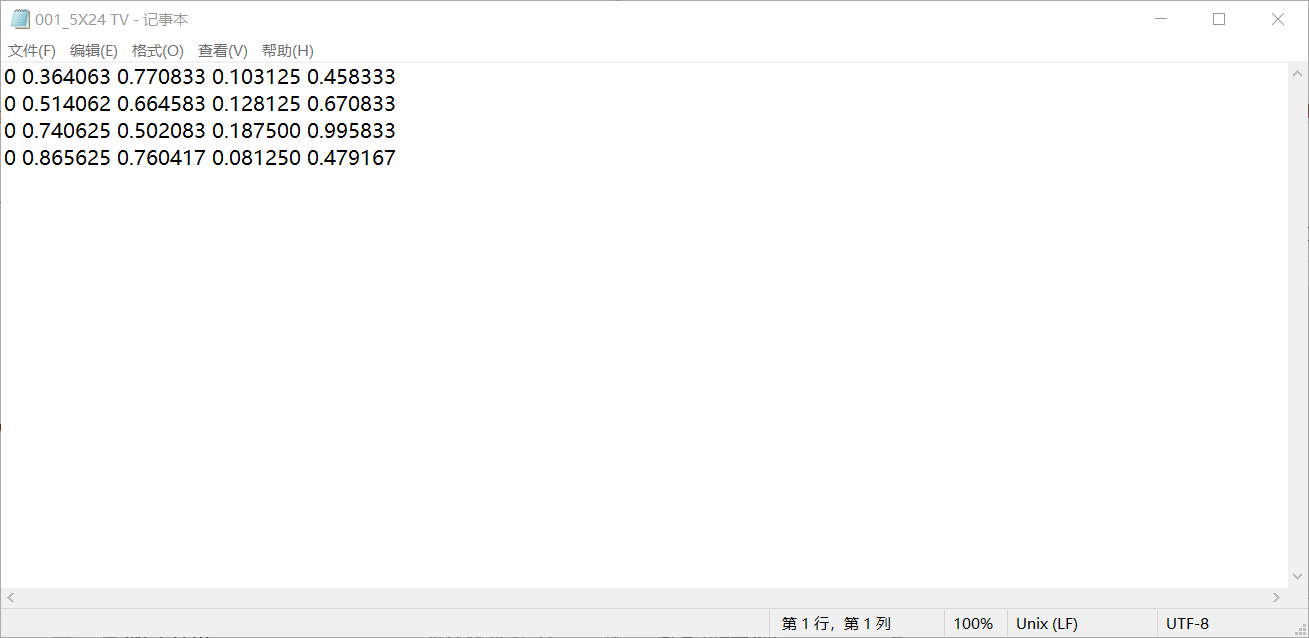 001_5X24 TV - 记事本
文件(F) 编辑(E) 格式(O) 查看(V) 帮助(H)
0 0.364063 0.770833 0.103125 0.458333
0 0.514062 0.664583 0.128125 0.670833
0 0.740625 0.502083 0.187500 0.995833
0 0.865625 0.760417 0.081250 0.479167
第 1 行，第 1 列 100% Unix (LF) UTF-8